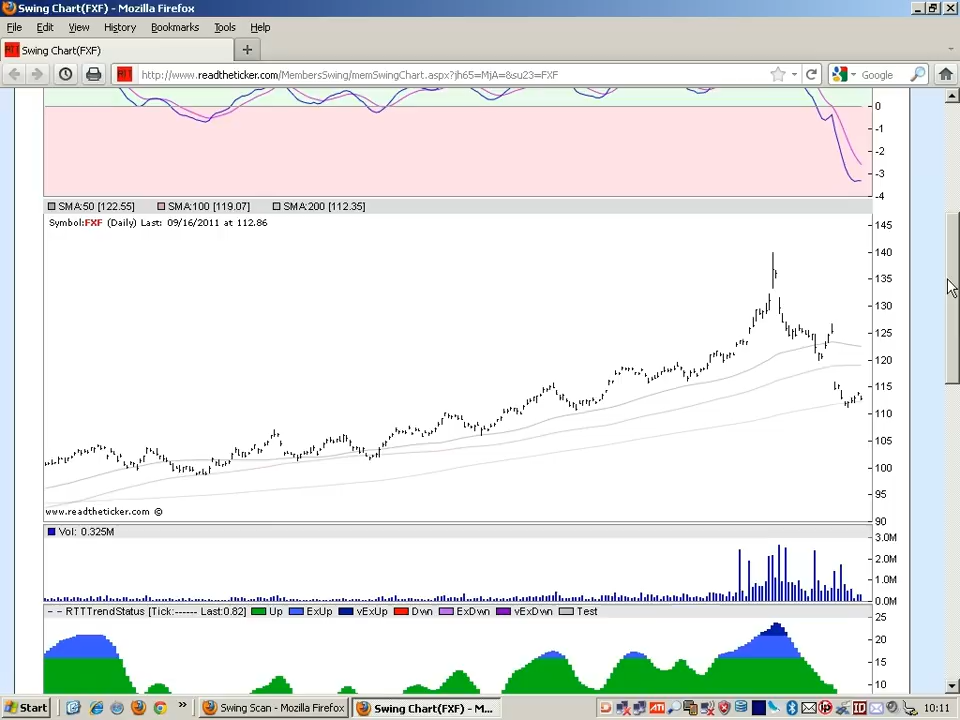 Swing Chart(FXF) - Mozilla Firefox
File Edit View History Bookmarks Tools Help
RTT Swing Chart(FXF) +
RTT http://www.readtheticker.com/MembersSwing/memSwingChart.aspx?jh65=MjA=&su23=FXF Google
0
-1
-2
-3
-4
SMA:50 [122.55] SMA:100 [119.07] SMA:200 [112.35]
Symbol:FXF (Daily) Last: 09/16/2011 at 112.86
145
140
135
130
125
120
115
110
105
100
95
90
www.readtheticker.com ©
Vol: 0.325M
3.0M
2.0M
1.0M
0.0M
- - RTTTrendStatus [Tick:------ Last:0.82] Up ExUp vExUp Dwn ExDwn vExDwn Test
25
20
15
10
Start » Swing Scan - Mozilla Firefox Swing Chart(FXF) - M... ATI 10:11